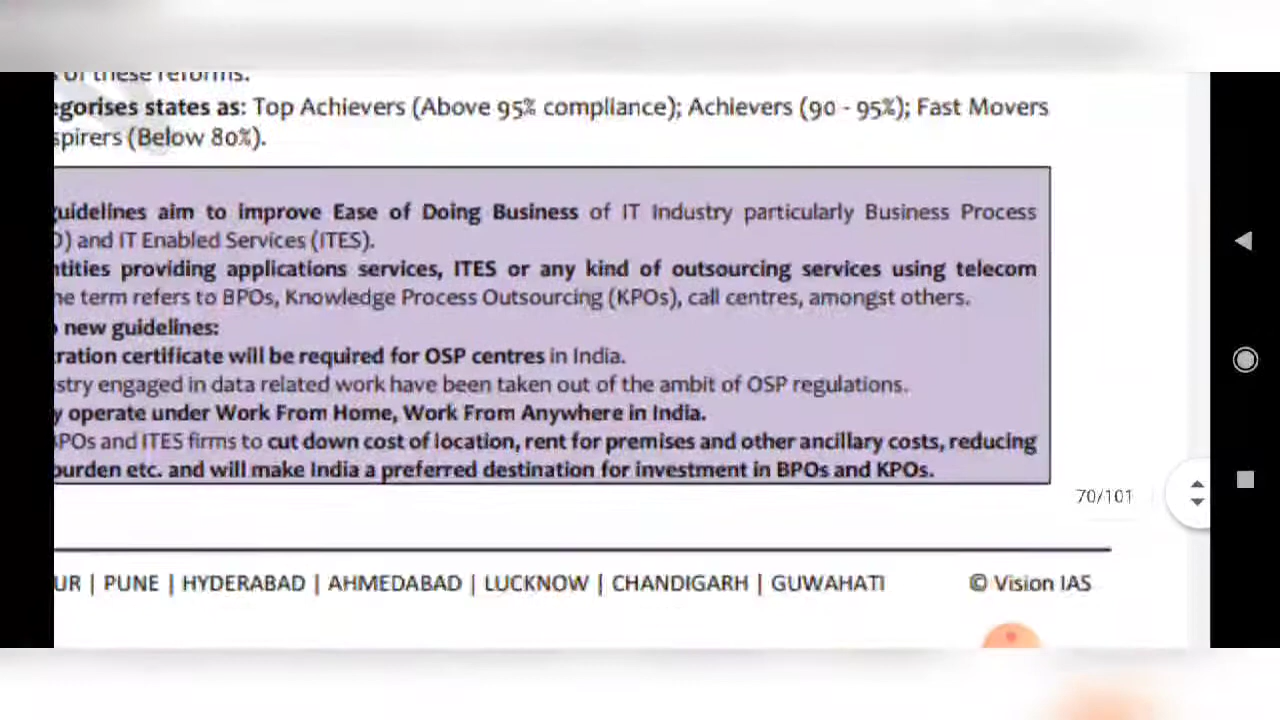 of these reforms.
egorises states as: Top Achievers (Above 95% compliance); Achievers (90 - 95%); Fast Movers
spirers (Below 80%).
guidelines aim to improve Ease of Doing Business of IT Industry particularly Business Process
O) and IT Enabled Services (ITES).
ntities providing applications services, ITES or any kind of outsourcing services using telecom
he term refers to BPOs, Knowledge Process Outsourcing (KPOs), call centres, amongst others.
o new guidelines:
ration certificate will be required for OSP centres in India.
stry engaged in data related work have been taken out of the ambit of OSP regulations.
y operate under Work From Home, Work From Anywhere in India.
BPOs and ITES firms to cut down cost of location, rent for premises and other ancillary costs, reducing
burden etc. and will make India a preferred destination for investment in BPOs and KPOs.
70/101
UR | PUNE | HYDERABAD | AHMEDABAD | LUCKNOW | CHANDIGARH | GUWAHATI © Vision IAS